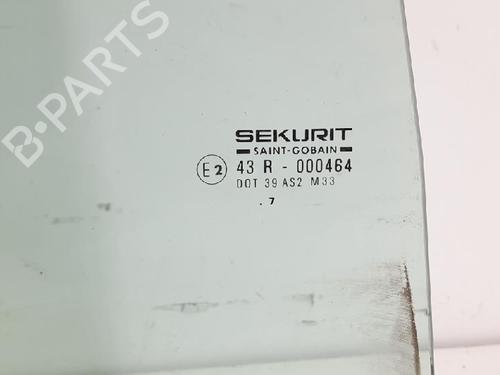 B-PARTS
SEKURIT
SAINT-GOBAIN
E2 43 R - 000464
DOT 39 AS2 M33
. 7